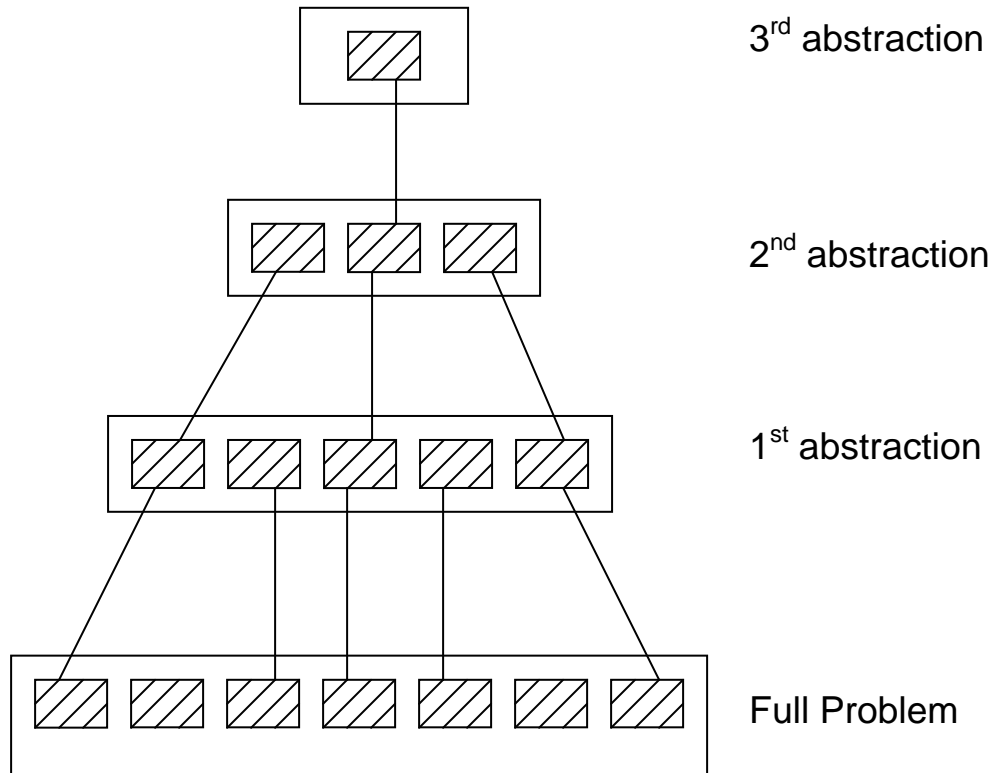 3rd abstraction
2nd abstraction
1st abstraction
Full Problem